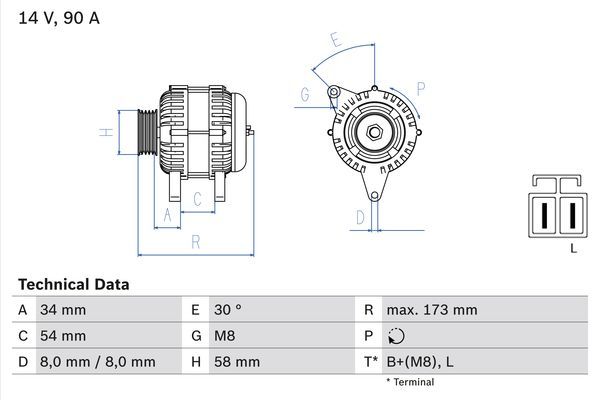 14 V, 90 A
E
P
G
H
A
C
D
R
L
Technical Data
A 34 mm E 30 º R max. 173 mm
C 54 mm G M8 P
D 8,0 mm / 8,0 mm H 58 mm T* B+(M8), L
* Terminal